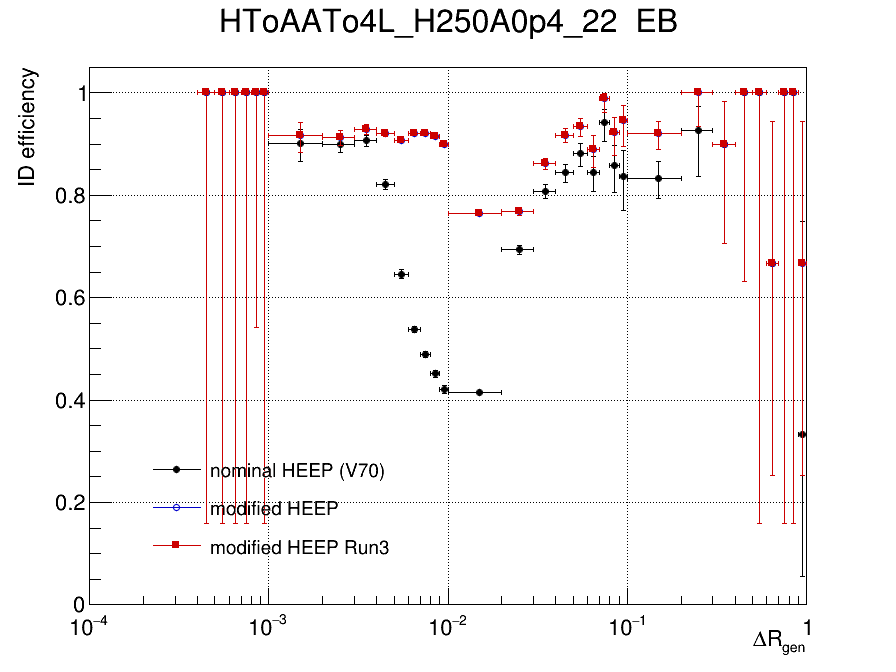 HToAATo4L_H250A0p4_22 EB
ID efficiency
1
0.8
0.6
0.4
0.2
0
nominal HEEP (V70)
modified HEEP
modified HEEP Run3
10⁻⁴
10⁻³
10⁻²
10⁻¹
1
ΔR_gen